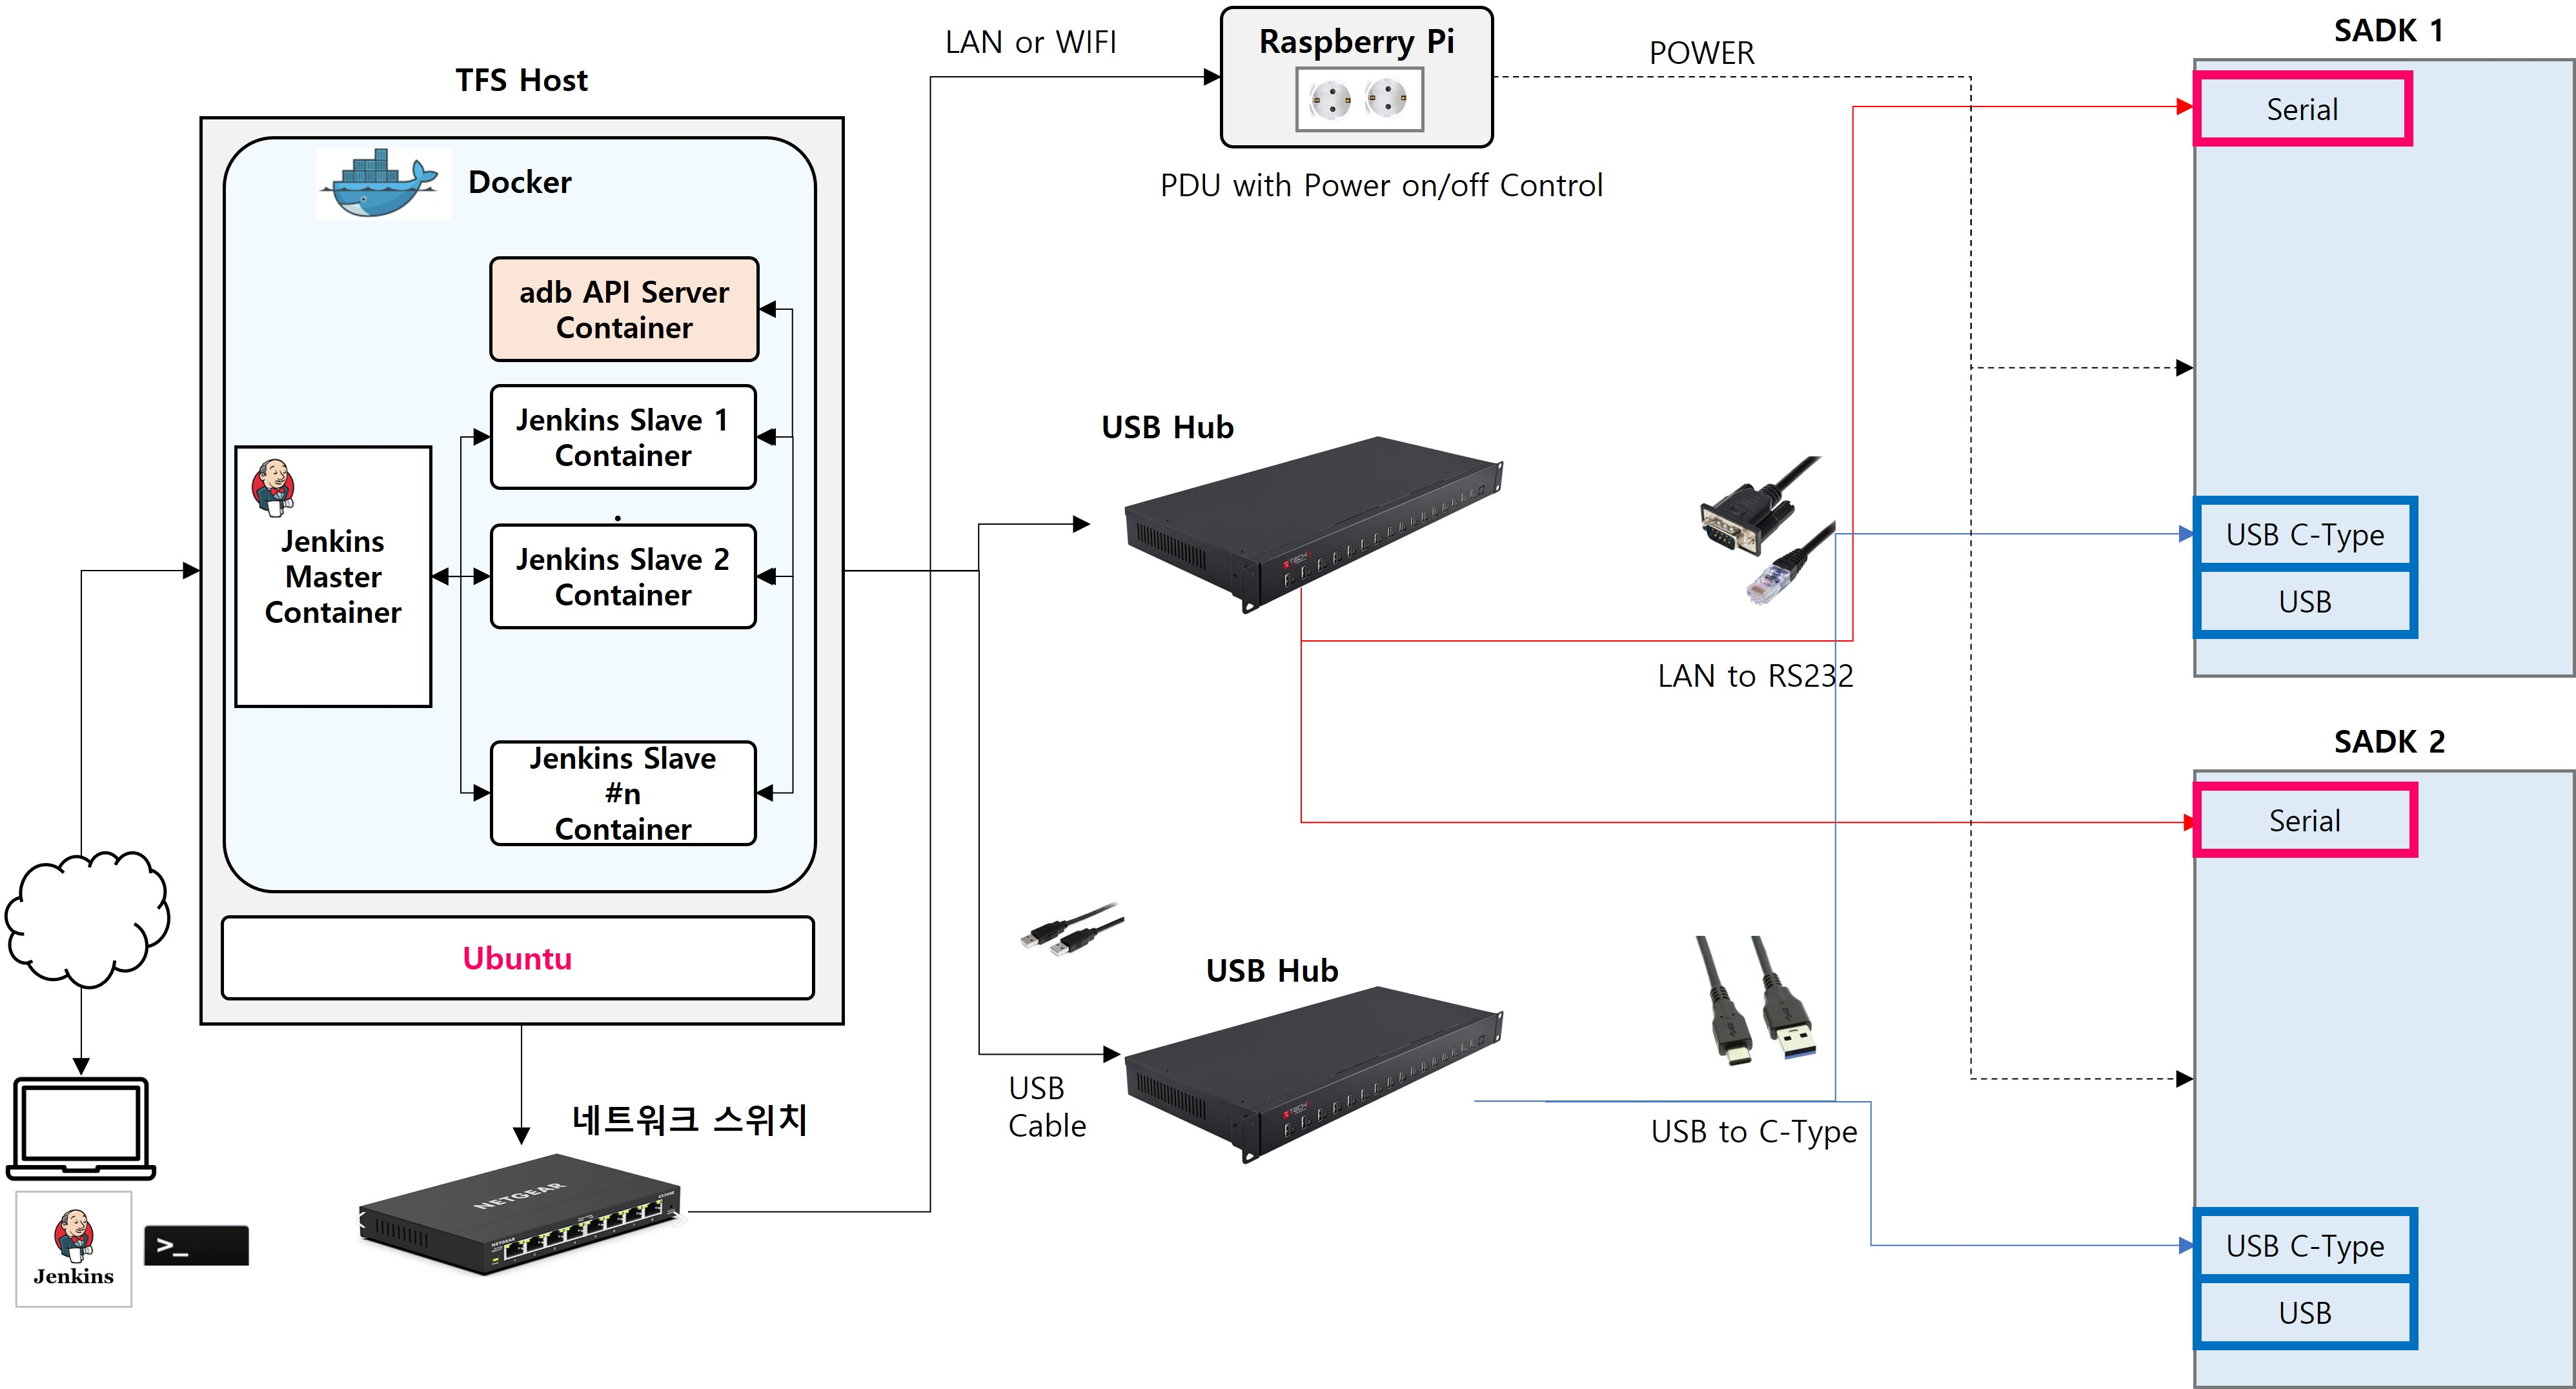 SADK 1
LAN or WIFI
Raspberry Pi
POWER
TFS Host
Serial
Docker
PDU with Power on/off Control
adb API Server
Container
Jenkins Slave 1
Container
USB Hub
.
Jenkins
Master
Container
Jenkins Slave 2
Container
USB C-Type
USB
LAN to RS232
SADK 2
Jenkins Slave
#n
Container
Serial
Ubuntu
USB Hub
USB
Cable
네트워크 스위치
USB to C-Type
NETGEAR
NETGEAR
Jenkins
>_
USB C-Type
USB